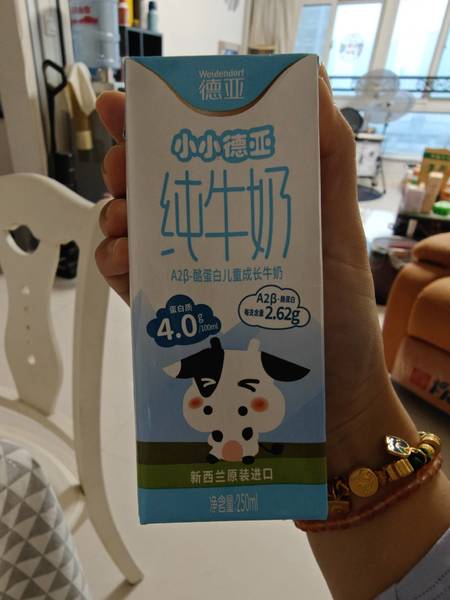 Weidendorf
德亚
小小德亚
纯牛奶
A2β-酪蛋白儿童成长牛奶
蛋白质
4.0g
/100ml
A2β-酪蛋白
每支含量2.62g
新西兰原装进口
净含量:250ml